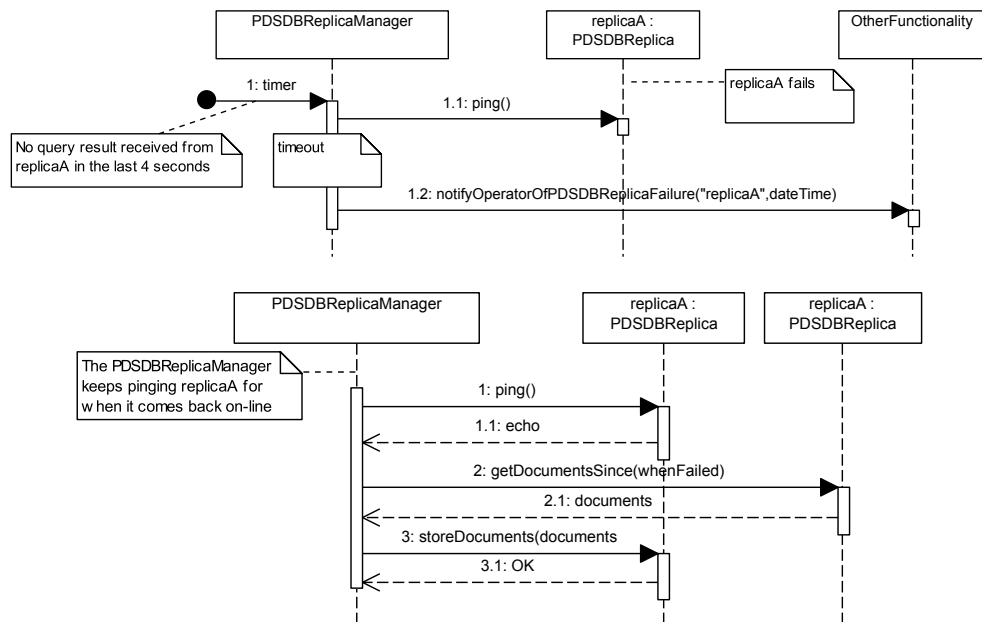 PDSDBReplicaManager
replicaA :
PDSDBReplica
OtherFunctionality
1: timer
replicaA fails
1.1: ping()
No query result received from
replicaA in the last 4 seconds
timeout
1.2: notifyOperatorOfPDSDBReplicaFailure("replicaA",dateTime)
PDSDBReplicaManager
replicaA :
PDSDBReplica
replicaA :
PDSDBReplica
The PDSDBReplicaManager
keeps pinging replicaA for
when it comes back on-line
1: ping()
1.1: echo
2: getDocumentsSince(whenFailed)
2.1: documents
3: storeDocuments(documents
3.1: OK